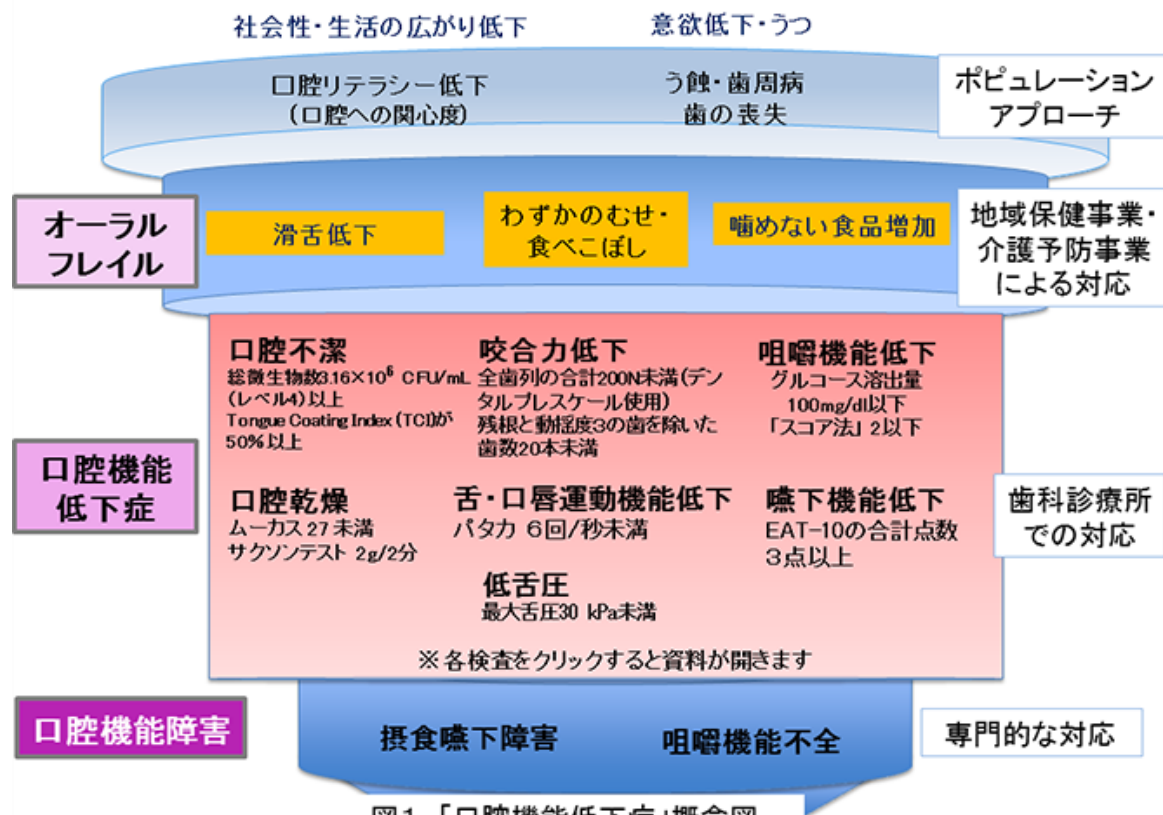 社会性・生活の広がり低下
意欲低下・うつ
口腔リテラシー低下
(口腔への関心度)
う蝕・歯周病
歯の喪失
ポピュレーション
アプローチ
オーラル
フレイル
滑舌低下
わずかのむせ・
食べこぼし
噛めない食品増加
地域保健事業・
介護予防事業
による対応
口腔機能
低下症
口腔不潔
総微生物数3.16×10⁶ CFU/mL
(レベル4)以上
Tongue Coating Index (TCI)が
50%以上
咬合力低下
全歯列の合計200N未満(デン
タルプレスケール使用)
残根と動揺度3の歯を除いた
歯数20本未満
咀嚼機能低下
グルコース溶出量
100mg/dl以下
「スコア法」2以下
口腔乾燥
ムーカス27未満
サクソンテスト 2g/2分
舌・口唇運動機能低下
パタカ 6回/秒未満
嚥下機能低下
EAT-10の合計点数
3点以上
低舌圧
最大舌圧30 kPa未満
※各検査をクリックすると資料が開きます
歯科診療所
での対応
口腔機能障害
摂食嚥下障害
咀嚼機能不全
専門的な対応
図1 「口腔機能低下症」概念図